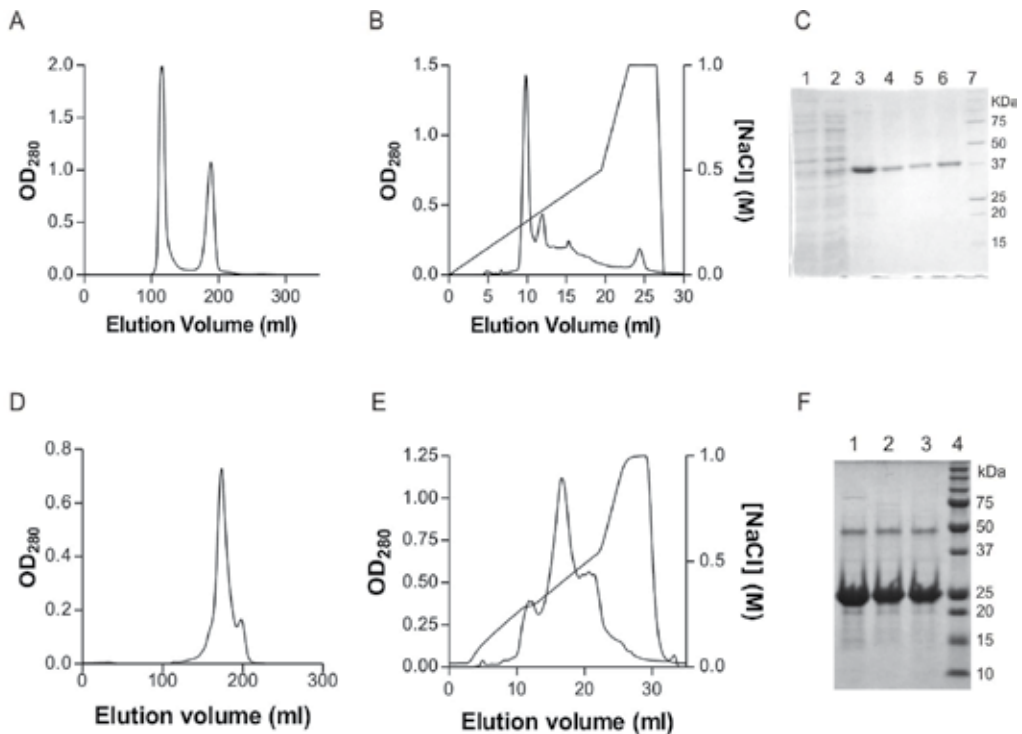 A
OD280
2.0
1.5
1.0
0.5
0.0
0 100 200 300
Elution Volume (ml)
B
OD280
1.5
1.0
0.5
0.0
0 5 10 15 20 25 30
Elution Volume (ml)
1.0
0.5
0.0
[NaCl] (M)
C
1 2 3 4 5 6 7
KDa
75
50
37
25
20
15
D
OD280
0.8
0.6
0.4
0.2
0.0
0 100 200 300
Elution volume (ml)
E
OD280
1.25
1.00
0.75
0.50
0.25
0.00
0 10 20 30
Elution volume (ml)
1.0
0.5
0.0
[NaCl] (M)
F
1 2 3 4
kDa
75
50
37
25
20
15
10